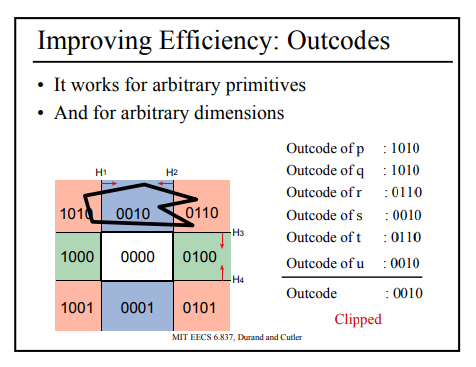 Improving Efficiency: Outcodes
• It works for arbitrary primitives
• And for arbitrary dimensions
Outcode of p : 1010
Outcode of q : 1010
Outcode of r : 0110
Outcode of s : 0010
Outcode of t : 0110
Outcode of u : 0010
Outcode : 0010
Clipped
H1 H2
1010 0010 0110
H3
1000 0000 0100
H4
1001 0001 0101
MIT EECS 6.837, Durand and Cutler